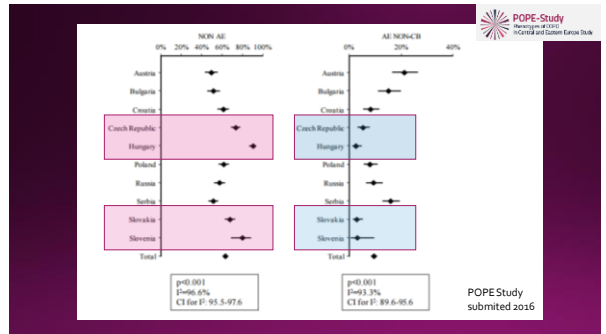 POPE-Study
Phenotypes of COPD
in Central and Eastern Europe Study
NON AE
0% 20% 40% 60% 80% 100%
Austria
Bulgaria
Croatia
Czech Republic
Hungary
Poland
Russia
Serbia
Slovakia
Slovenia
Total
p<0.001
I²=96.6%
CI for I²: 95.5-97.6
AE NON-CB
0% 20% 40%
Austria
Bulgaria
Croatia
Czech Republic
Hungary
Poland
Russia
Serbia
Slovakia
Slovenia
Total
p<0.001
I²=93.3%
CI for I²: 89.6-95.6
POPE Study
submited 2016